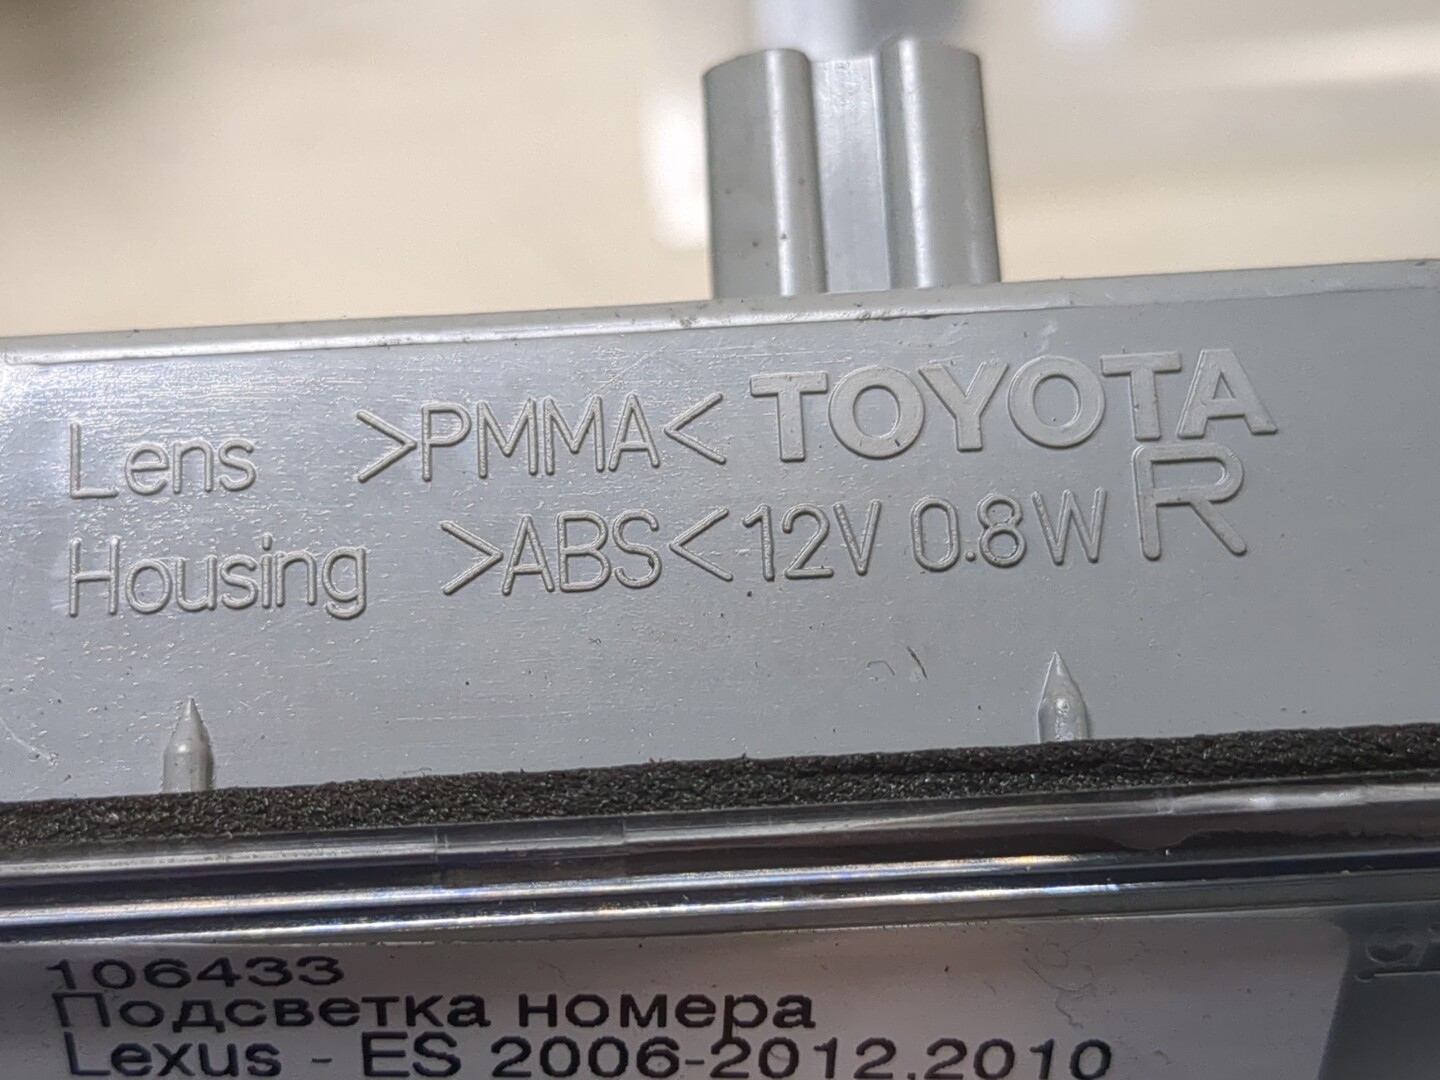 Lens >PMMA< TOYOTA
Housing >ABS< 12V 0.8W R
106433
Подсветка номера
Lexus - ES 2006-2012,2010